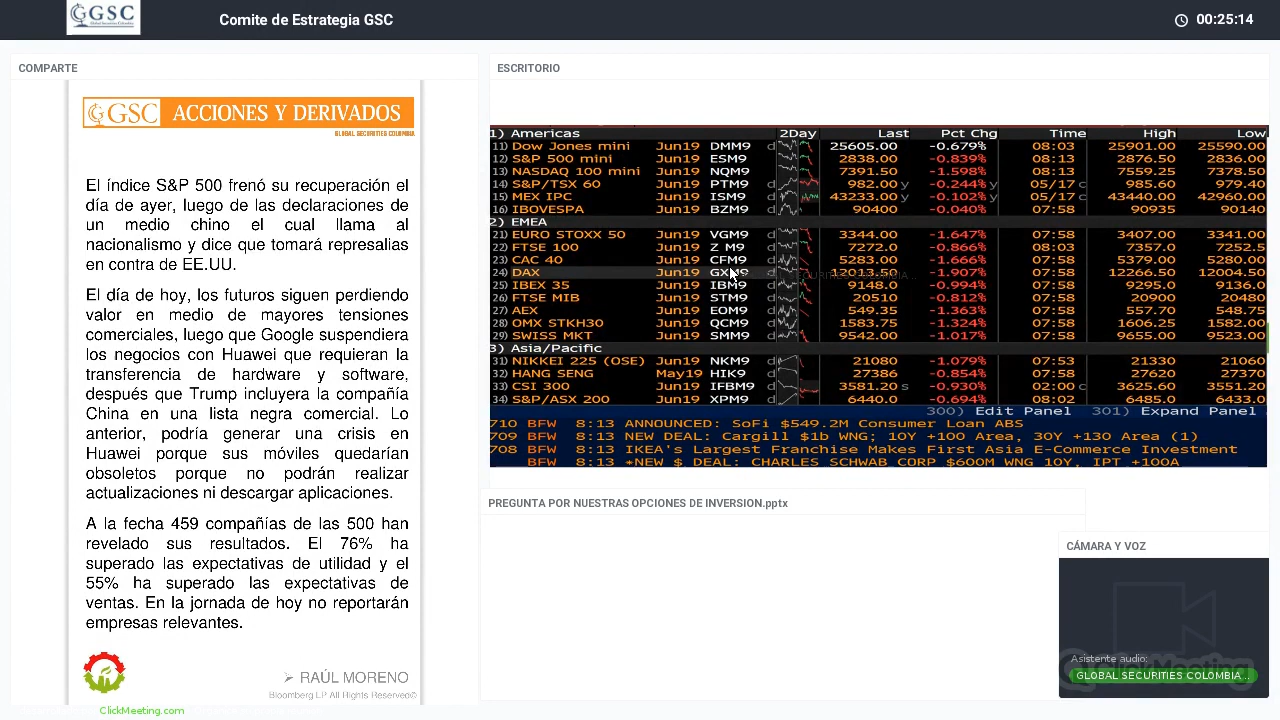 GSC
Comite de Estrategia GSC
00:25:14
COMPARTE
GSC ACCIONES Y DERIVADOS
GLOBAL SECURITIES COLOMBIA
El índice S&P 500 frenó su recuperación el
día de ayer, luego de las declaraciones de
un medio chino el cual llama al
nacionalismo y dice que tomará represalias
en contra de EE.UU.
El día de hoy, los futuros siguen perdiendo
valor en medio de mayores tensiones
comerciales, luego que Google suspendiera
los negocios con Huawei que requieran la
transferencia de hardware y software,
después que Trump incluyera la compañía
China en una lista negra comercial. Lo
anterior, podría generar una crisis en
Huawei porque sus móviles quedarían
obsoletos porque no podrán realizar
actualizaciones ni descargar aplicaciones.
A la fecha 459 compañías de las 500 han
revelado sus resultados. El 76% ha
superado las expectativas de utilidad y el
55% ha superado las expectativas de
ventas. En la jornada de hoy no reportarán
empresas relevantes.
➢ RAÚL MORENO
Bloomberg LP All Rights Reserved©
ClickMeeting.com
ESCRITORIO
1) Americas 2Day Last Pct Chg Time High Low
11) Dow Jones mini Jun19 DMM9 d 25605.00 -0.679% 08:03 25901.00 25590.00
12) S&P 500 mini Jun19 ESM9 d 2838.00 -0.839% 08:13 2876.50 2836.00
13) NASDAQ 100 mini Jun19 NQM9 d 7391.50 -1.598% 08:13 7559.25 7378.50
14) S&P/TSX 60 Jun19 PTM9 d 982.00 y -0.244% y 05/17 c 985.60 979.40
15) MEX IPC Jun19 ISM9 d 43233.00 y -0.102% y 05/17 c 43440.00 42960.00
16) IBOVESPA Jun19 BZM9 d 90400 -0.040% 07:58 90935 90140
2) EMEA
21) EURO STOXX 50 Jun19 VGM9 d 3344.00 -1.647% 07:58 3407.00 3341.00
22) FTSE 100 Jun19 Z M9 d 7272.0 -0.866% 08:03 7357.0 7252.5
23) CAC 40 Jun19 CFM9 d 5283.00 -1.666% 07:58 5379.00 5276.00
24) DAX Jun19 -1.907% 07:58 12266.50 12004.50
25) IBEX 35 Jun19 IBM9 d 9148.0 -0.994% 07:58 9295.0 9136.0
26) FTSE MIB Jun19 STM9 d 20510 -0.812% 07:58 20900 20480
27) AEX Jun19 EOM9 d 549.35 -1.363% 07:58 557.70 548.75
28) OMX STKH30 Jun19 QCM9 d 1583.75 -1.324% 07:58 1606.25 1582.00
29) SWISS MKT Jun19 SMM9 d 9542.00 -1.017% 07:58 9655.00 9523.00
3) Asia/Pacific
31) NIKKEI 225 (OSE) Jun19 NKM9 d 21080 -1.079% 07:53 21330 21060
32) HANG SENG May19 HIK9 d 27386 -0.854% 07:58 27620 27370
33) CSI 300 Jun19 IFBM9 d 3581.20 s -0.930% 02:00 c 3625.60 3551.20
34) S&P/ASX 200 Jun19 XPM9 d 6440.0 -0.694% 08:02 6485.0 6434.0
300) Edit Panel 301) Expand Panel
710 BFW 8:13 ANNOUNCED: SoFi $549.2M Consumer Loan ABS
709 BFW 8:13 NEW DEAL: Cargill $1b WNG; 10Y +100 Area, 30Y +130 Area (1)
708 BFW 8:13 IKEA's Largest Franchise Makes First Asia E-Commerce Investment
BFW 8:13 *NEW $ DEAL: CHARLES SCHWAB CORP $600M WNG 10Y, IPT +100A
PREGUNTA POR NUESTRAS OPCIONES DE INVERSION.pptx
CÁMARA Y VOZ
ClickMeeting
Asistente audio:
GLOBAL SECURITIES COLOMBIA ..